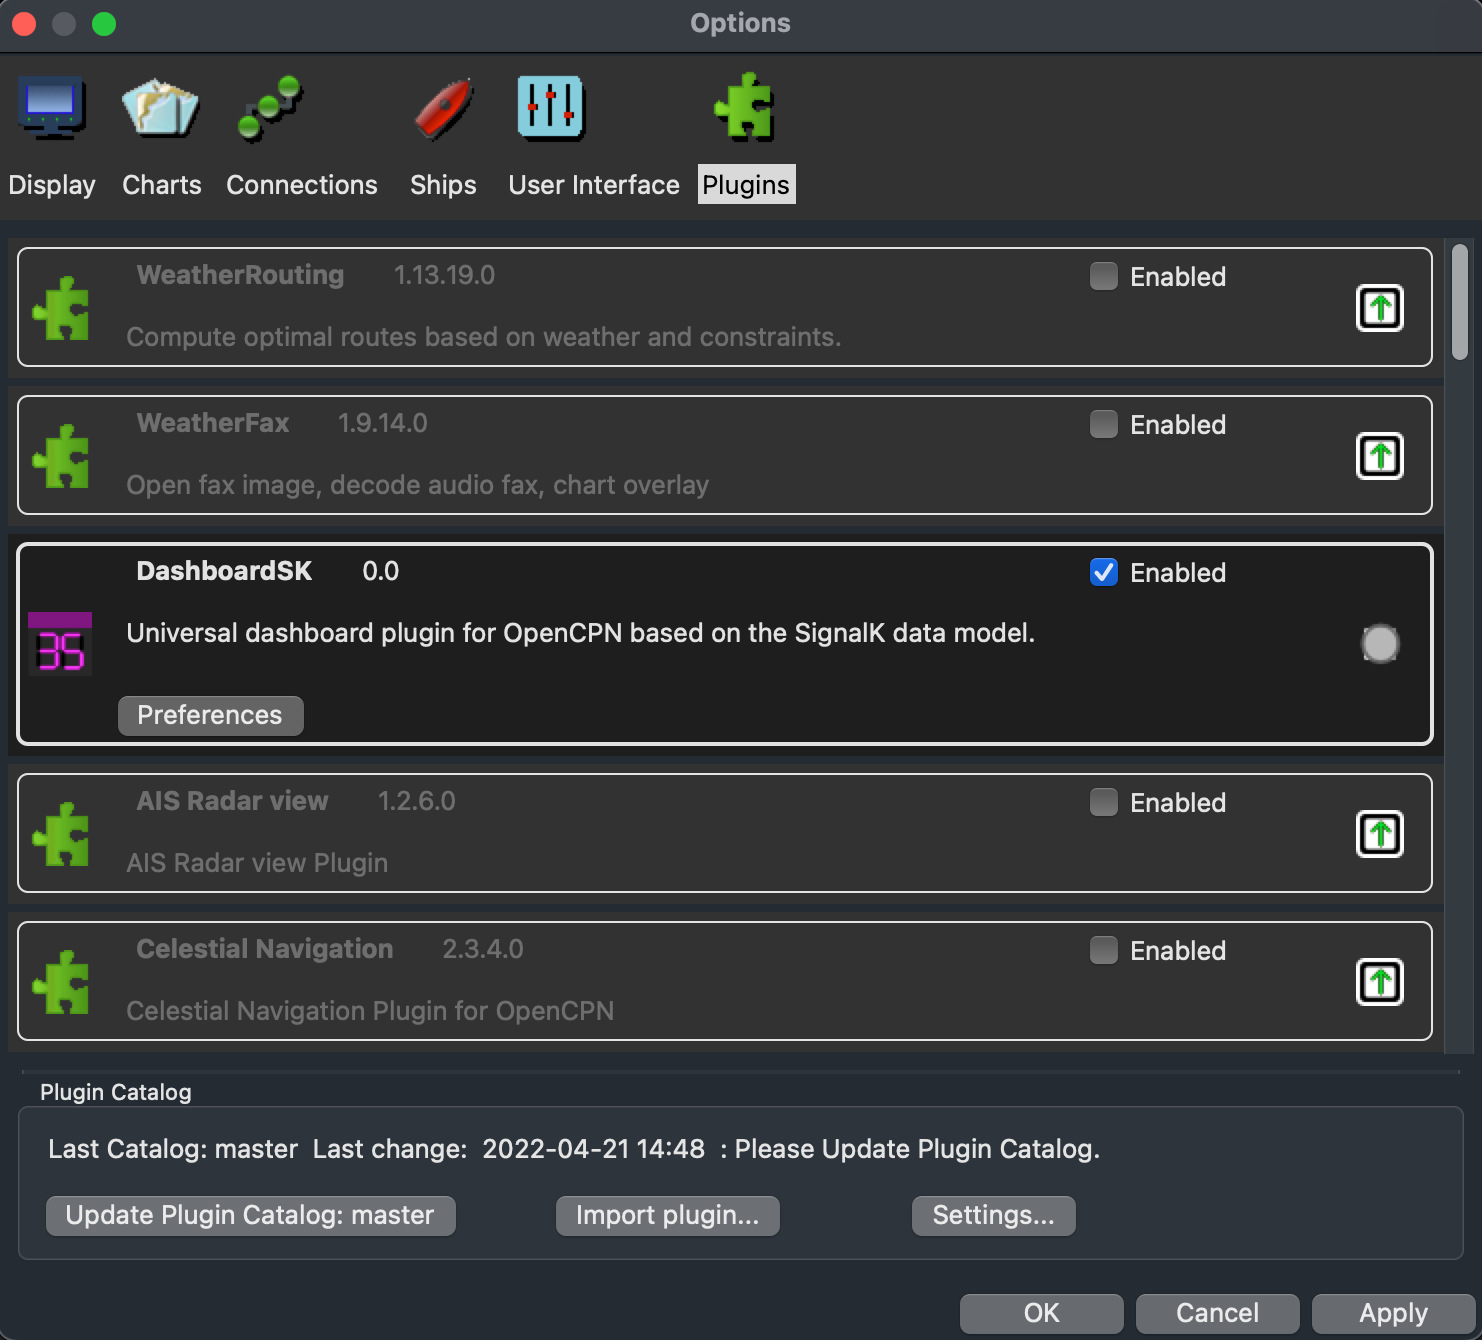 Options
Display Charts Connections Ships User Interface Plugins
WeatherRouting 1.13.19.0 Enabled
Compute optimal routes based on weather and constraints.
WeatherFax 1.9.14.0 Enabled
Open fax image, decode audio fax, chart overlay
DashboardSK 0.0 Enabled
35 Universal dashboard plugin for OpenCPN based on the SignalK data model.
Preferences
AIS Radar view 1.2.6.0 Enabled
AIS Radar view Plugin
Celestial Navigation 2.3.4.0 Enabled
Celestial Navigation Plugin for OpenCPN
Plugin Catalog
Last Catalog: master Last change: 2022-04-21 14:48 : Please Update Plugin Catalog.
Update Plugin Catalog: master Import plugin... Settings...
OK Cancel Apply